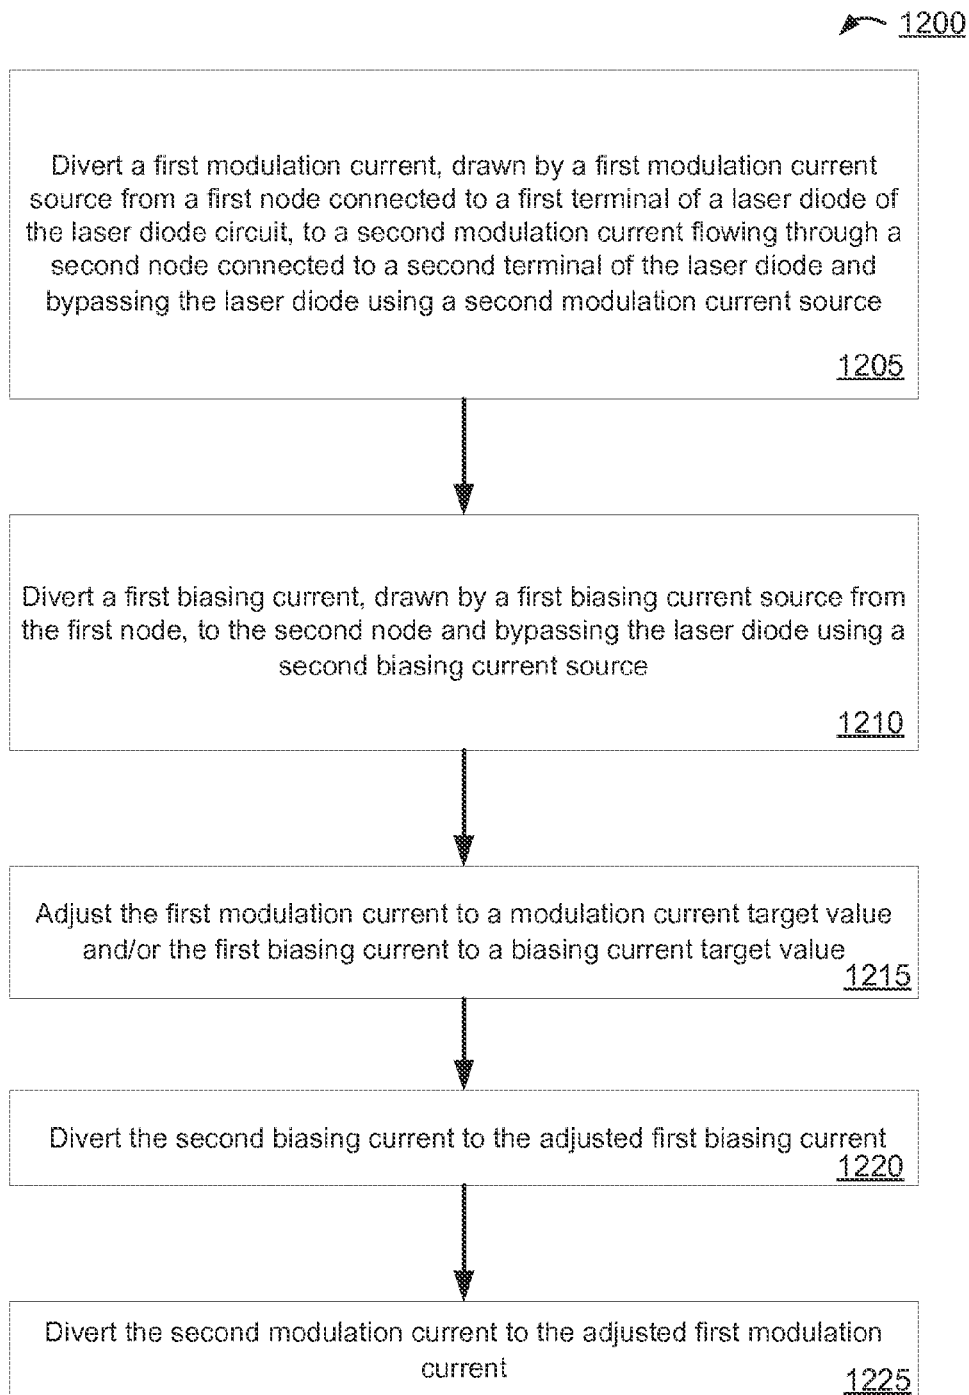 1200
Divert a first modulation current, drawn by a first modulation current
source from a first node connected to a first terminal of a laser diode of
the laser diode circuit, to a second modulation current flowing through a
second node connected to a second terminal of the laser diode and
bypassing the laser diode using a second modulation current source
1205
Divert a first biasing current, drawn by a first biasing current source from
the first node, to the second node and bypassing the laser diode using a
second biasing current source
1210
Adjust the first modulation current to a modulation current target value
and/or the first biasing current to a biasing current target value
1215
Divert the second biasing current to the adjusted first biasing current
1220
Divert the second modulation current to the adjusted first modulation
current
1225